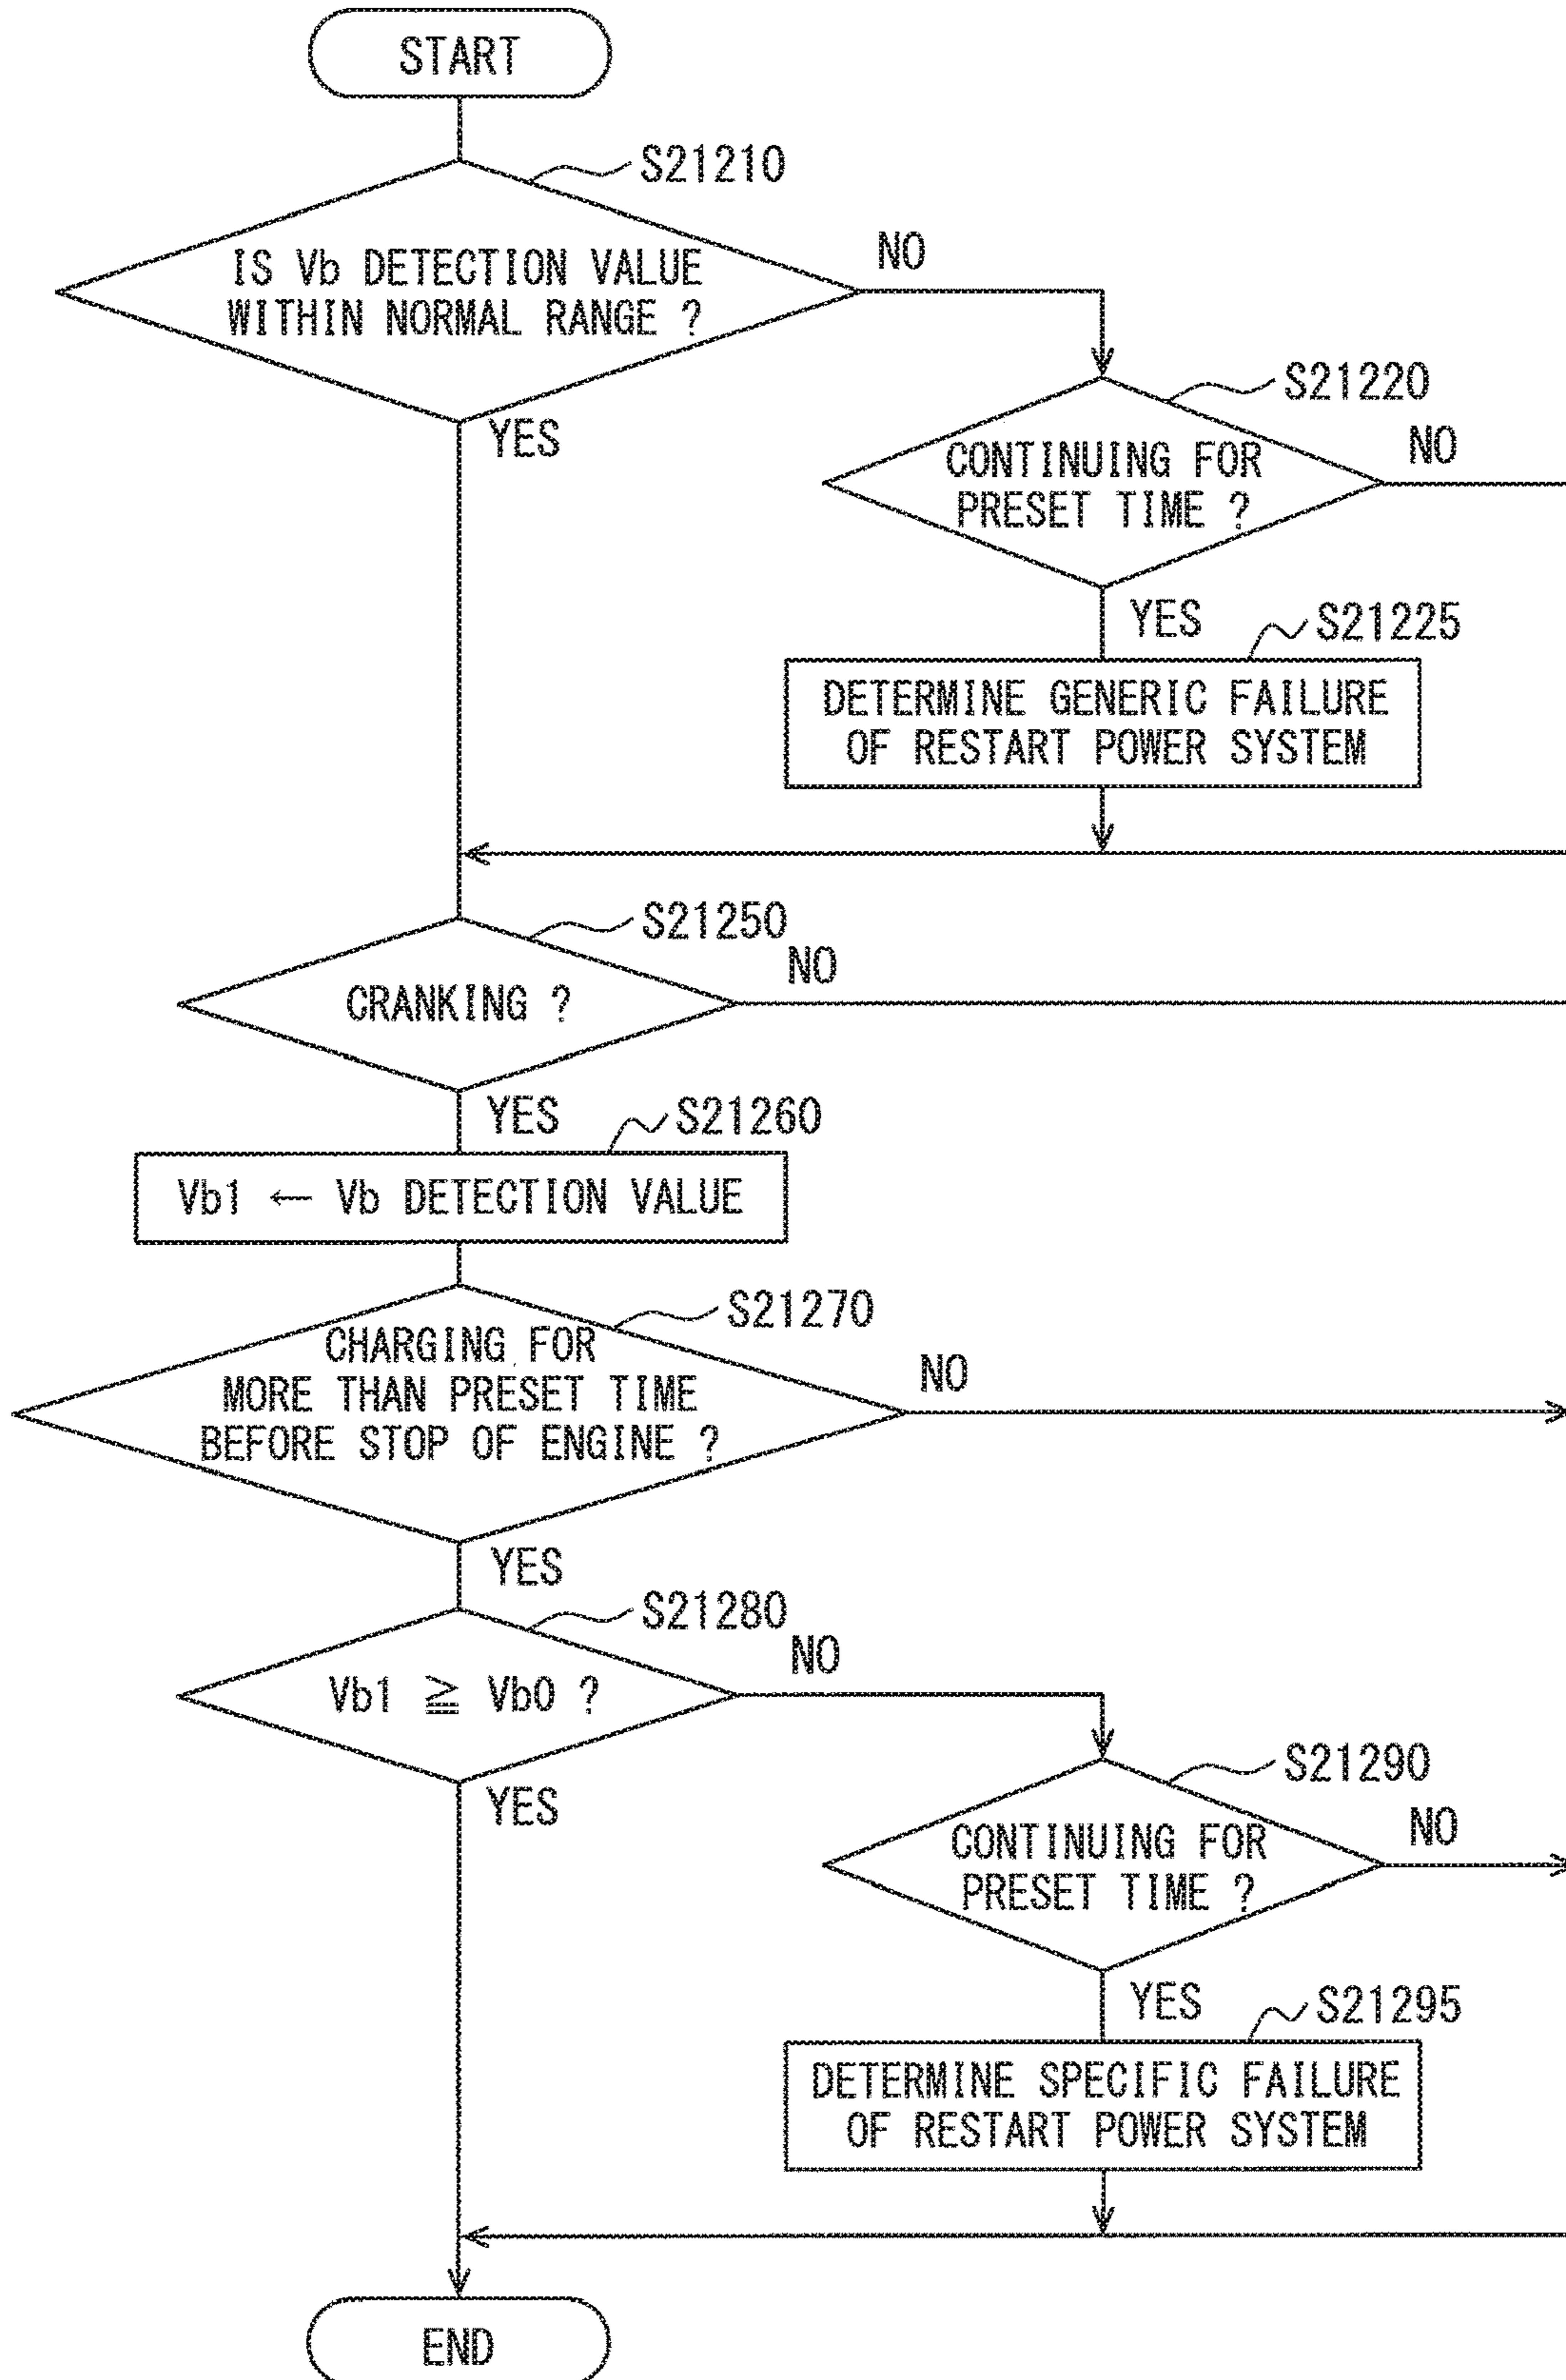 START
S21210
IS Vb DETECTION VALUE
WITHIN NORMAL RANGE ?
NO
YES
S21220
CONTINUING FOR
PRESET TIME ?
NO
YES
S21225
DETERMINE GENERIC FAILURE
OF RESTART POWER SYSTEM
S21250
CRANKING ?
NO
YES
S21260
Vb1 ← Vb DETECTION VALUE
S21270
CHARGING FOR
MORE THAN PRESET TIME
BEFORE STOP OF ENGINE ?
NO
YES
S21280
Vb1 ≧ Vb0 ?
NO
YES
S21290
CONTINUING FOR
PRESET TIME ?
NO
YES
S21295
DETERMINE SPECIFIC FAILURE
OF RESTART POWER SYSTEM
END